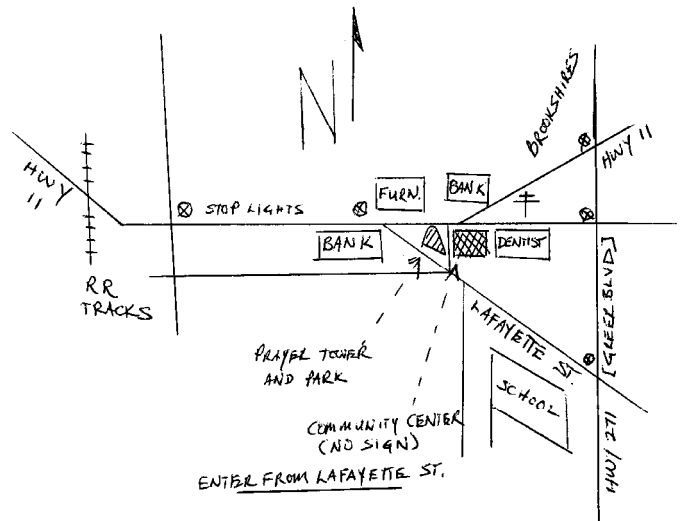 N
BROOKSHIRES
HWY 11
HWY
11
STOP LIGHTS
FURN.
BANK
BANK
DENTIST
RR
TRACKS
[GREER BLVD]
LAFAYETTE ST.
PRAYER TOWER
AND PARK
SCHOOL
COMMUNITY CENTER
(NO SIGN)
ENTER FROM LAFAYETTE ST.
HWY 271